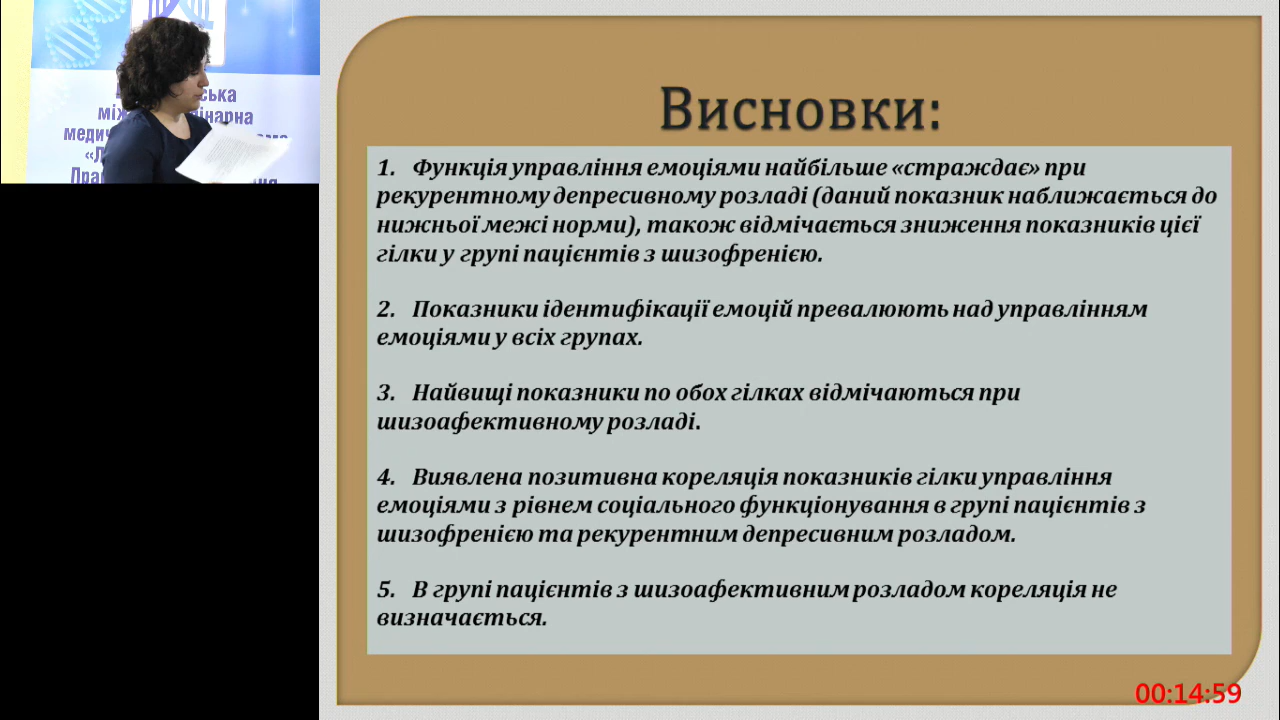 ська
між
інарна
медич
Висновки:
1. Функція управління емоціями найбільше «страждає» при
рекурентному депресивному розладі (даний показник наближається до
нижньої межі норми), також відмічається зниження показників цієї
гілки у групі пацієнтів з шизофренією.
2. Показники ідентифікації емоцій превалюють над управлінням
емоціями у всіх групах.
3. Найвищі показники по обох гілках відмічаються при
шизоафективному розладі.
4. Виявлена позитивна кореляція показників гілки управління
емоціями з рівнем соціального функціонування в групі пацієнтів з
шизофренією та рекурентним депресивним розладом.
5. В групі пацієнтів з шизоафективним розладом кореляція не
визначається.
00:14:59